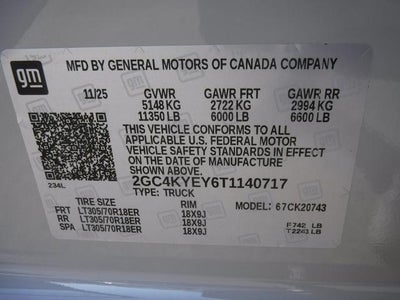 gm
MFD BY GENERAL MOTORS OF CANADA COMPANY
11/25 GVWR GAWR FRT GAWR RR
5148 KG 2722 KG 2994 KG
11350 LB 6000 LB 6600 LB
THIS VEHICLE CONFORMS TO ALL
APPLICABLE U.S. FEDERAL MOTOR
VEHICLE SAFETY STANDARDS IN EFFECT
ON THE DATE OF MANUFACTURE
SHOWN ABOVE.
234L 2GC4KYEY6T1140717
TYPE: TRUCK 67CK20743
TIRE SIZE RIM
FRT LT305/70R18ER 18X9J
RR LT305/70R18ER 18X9J F742 LB
SPA LT305/70R18ER 18X9J T2243 LB